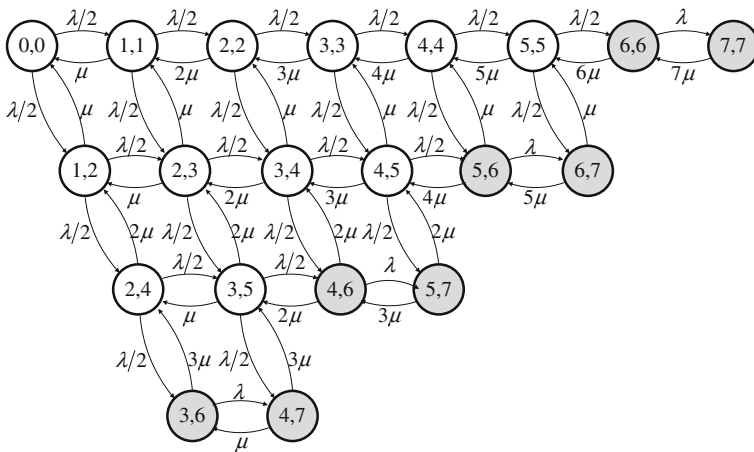 λ/2 λ/2 λ/2 λ/2 λ/2 λ/2 λ
0,0 1,1 2,2 3,3 4,4 5,5 6,6 7,7
μ 2μ 3μ 4μ 5μ 6μ 7μ
λ/2 μ λ/2 μ λ/2 μ λ/2 μ λ/2 μ λ/2 μ
λ/2 λ/2 λ/2 λ/2 λ
1,2 2,3 3,4 4,5 5,6 6,7
μ 2μ 3μ 4μ 5μ
λ/2 2μ λ/2 2μ λ/2 2μ λ/2 2μ
λ/2 λ/2 λ
2,4 3,5 4,6 5,7
μ 2μ 3μ
λ/2 3μ λ/2 3μ
λ
3,6 4,7
μ